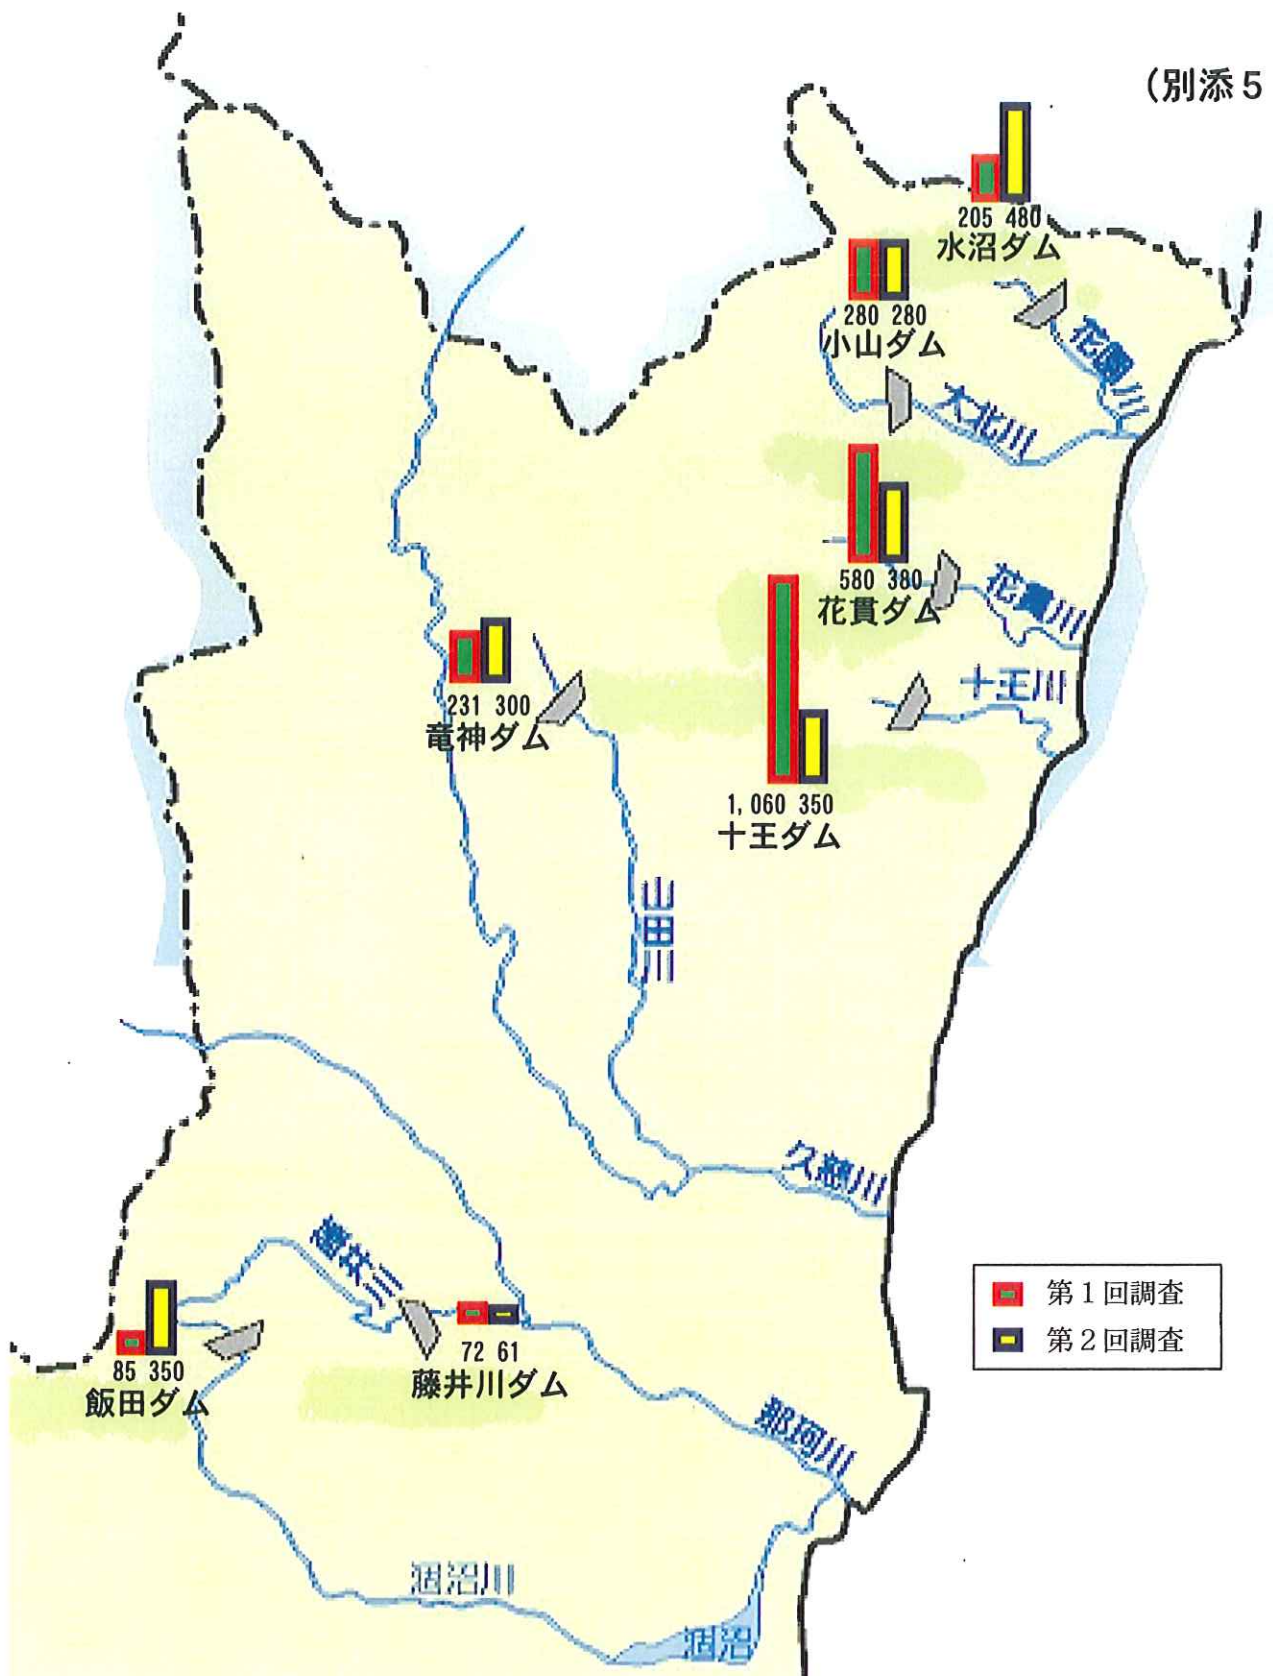 (別添5
205 480
水沼ダム
280 280
小山ダム
花園川
大北川
580 380
花貫ダム
花貫川
231 300
竜神ダム
十王川
1,060 350
十王ダム
山田川
久慈川
藤井川
85 350
飯田ダム
72 61
藤井川ダム
第1回調査
第2回調査
那珂川
涸沼川
涸沼